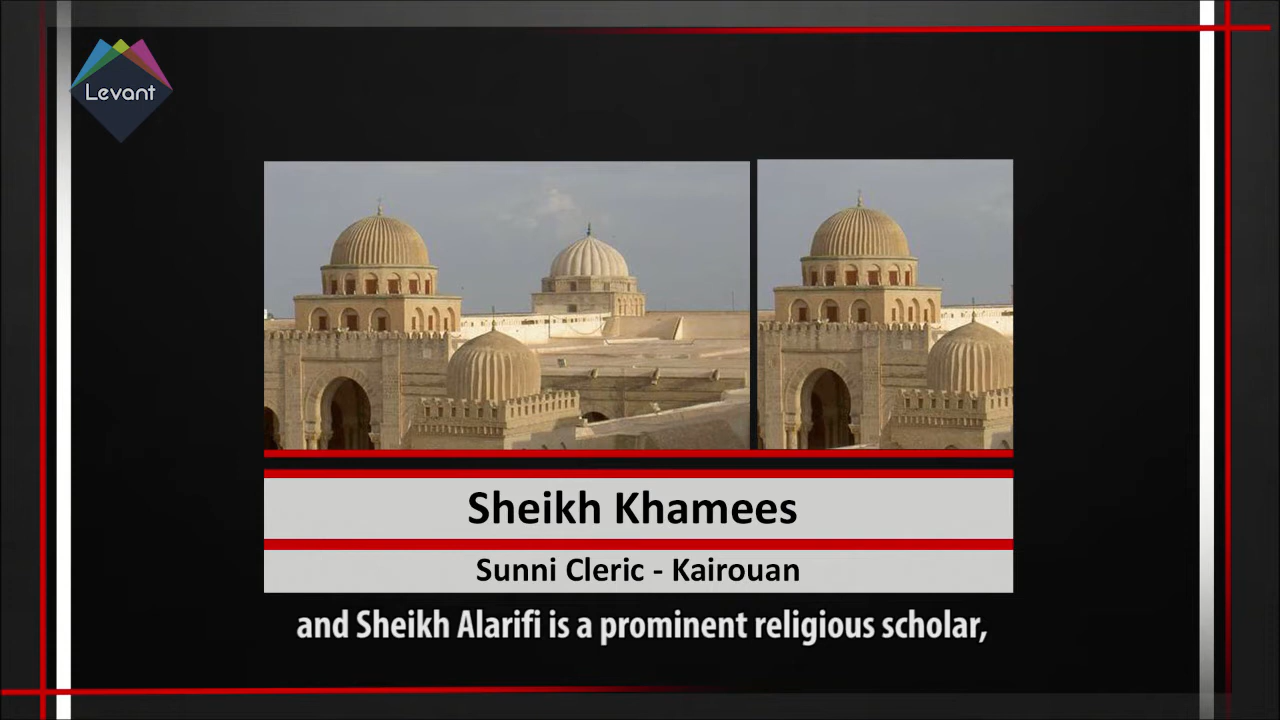 Levant
Sheikh Khamees
Sunni Cleric - Kairouan
and Sheikh Alarifi is a prominent religious scholar,